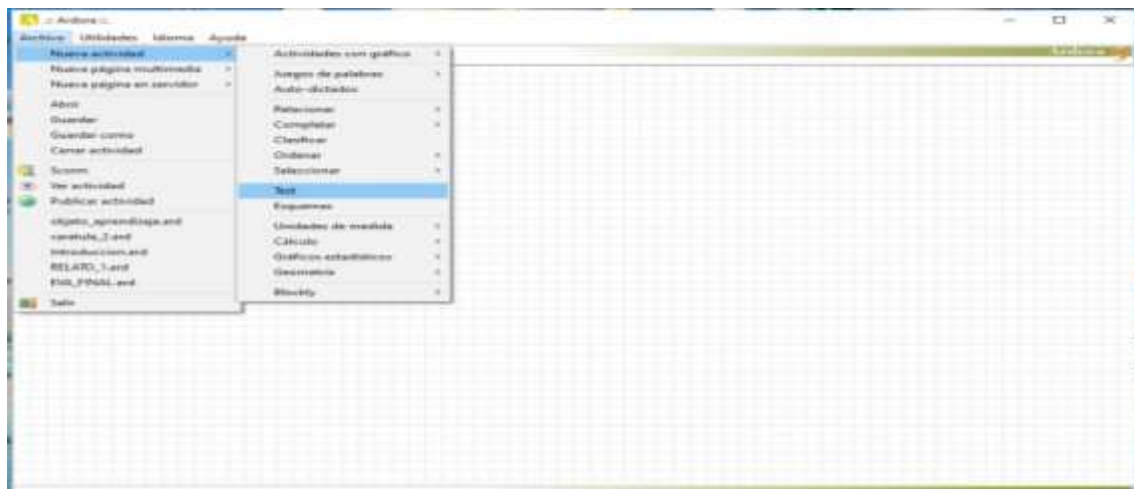 .:: Ardora ::.
Archivo Utilidades Idioma Ayuda
Nueva actividad
Nueva página multimedia
Nueva página en servidor
Abrir
Guardar
Guardar como
Cerrar actividad
Scorm
Ver actividad
Publicar actividad
objeto_aprendizaje.ard
caratula_2.ard
introduccion.ard
RELATO_1.ard
EVA_FINAL.ard
Salir
Actividades con gráfico
Juegos de palabras
Auto-dictados
Relacionar
Completar
Clasificar
Ordenar
Seleccionar
Test
Esquemas
Unidades de medida
Cálculo
Gráficos estadísticos
Geometría
Blockly
Ardora